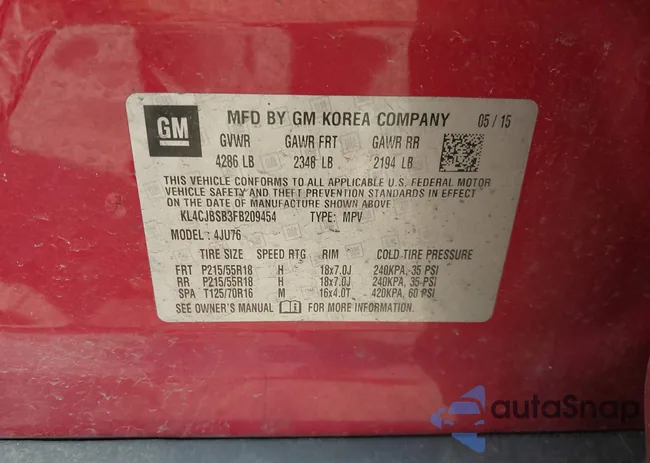 GM
MFD BY GM KOREA COMPANY 05/15
GVWR GAWR FRT GAWR RR
4286 LB 2348 LB 2194 LB
THIS VEHICLE CONFORMS TO ALL APPLICABLE U.S. FEDERAL MOTOR
VEHICLE SAFETY AND THEFT PREVENTION STANDARDS IN EFFECT
ON THE DATE OF MANUFACTURE SHOWN ABOVE.
KL4CJBSB3FB209454 TYPE: MPV
MODEL: 4JU76
TIRE SIZE SPEED RTG RIM COLD TIRE PRESSURE
FRT P215/55R18 H 18x7.0J 240KPA, 35 PSI
RR P215/55R18 H 18x7.0J 240KPA, 35 PSI
SPA T125/70R16 M 16x4.0T 420KPA, 60 PSI
SEE OWNER'S MANUAL FOR MORE INFORMATION.
autoSnap